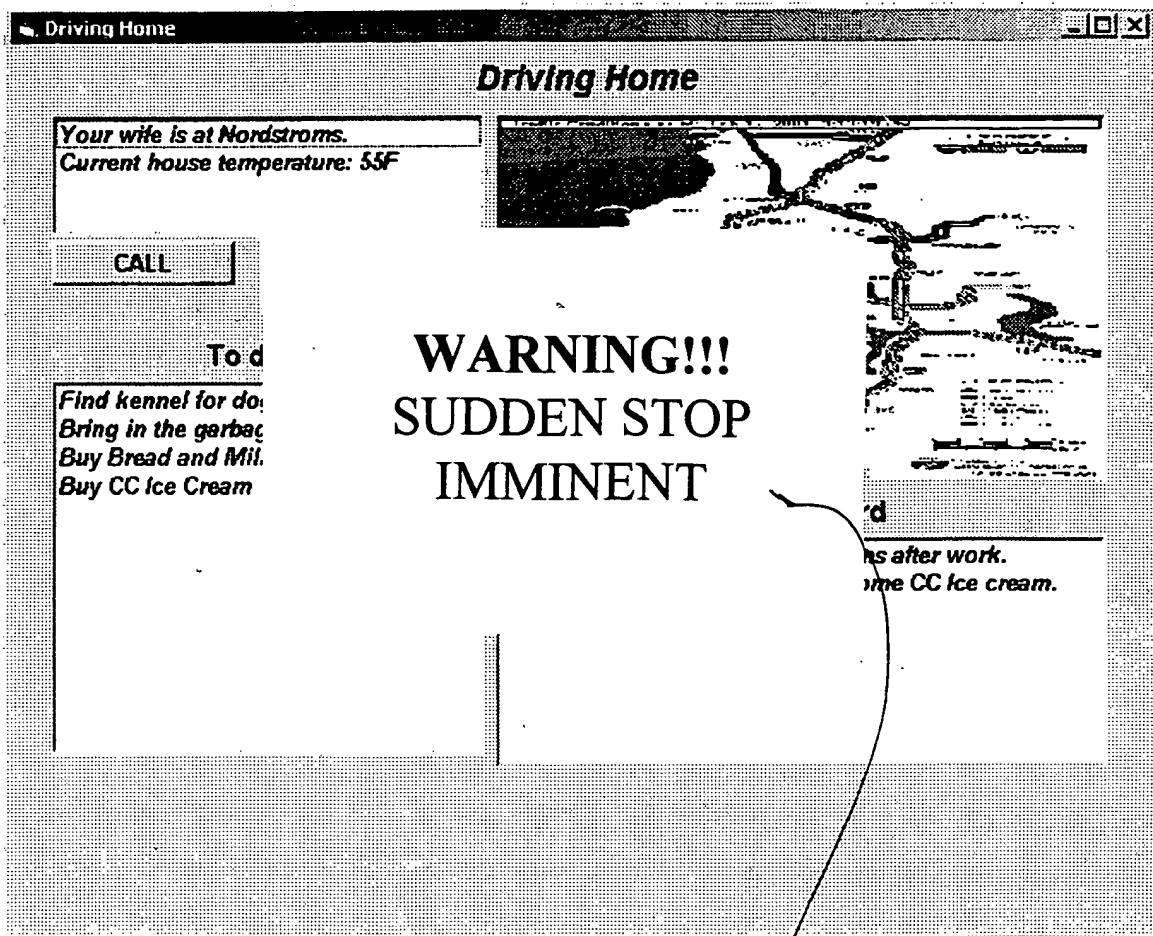 Driving Home
Driving Home
Your wife is at Nordstroms.
Current house temperature: 55F
CALL
To d
Find kennel for do
Bring in the garbag
Buy Bread and Mil
Buy CC Ice Cream
WARNING!!!
SUDDEN STOP
IMMINENT
rd
ns after work.
ome CC Ice cream.